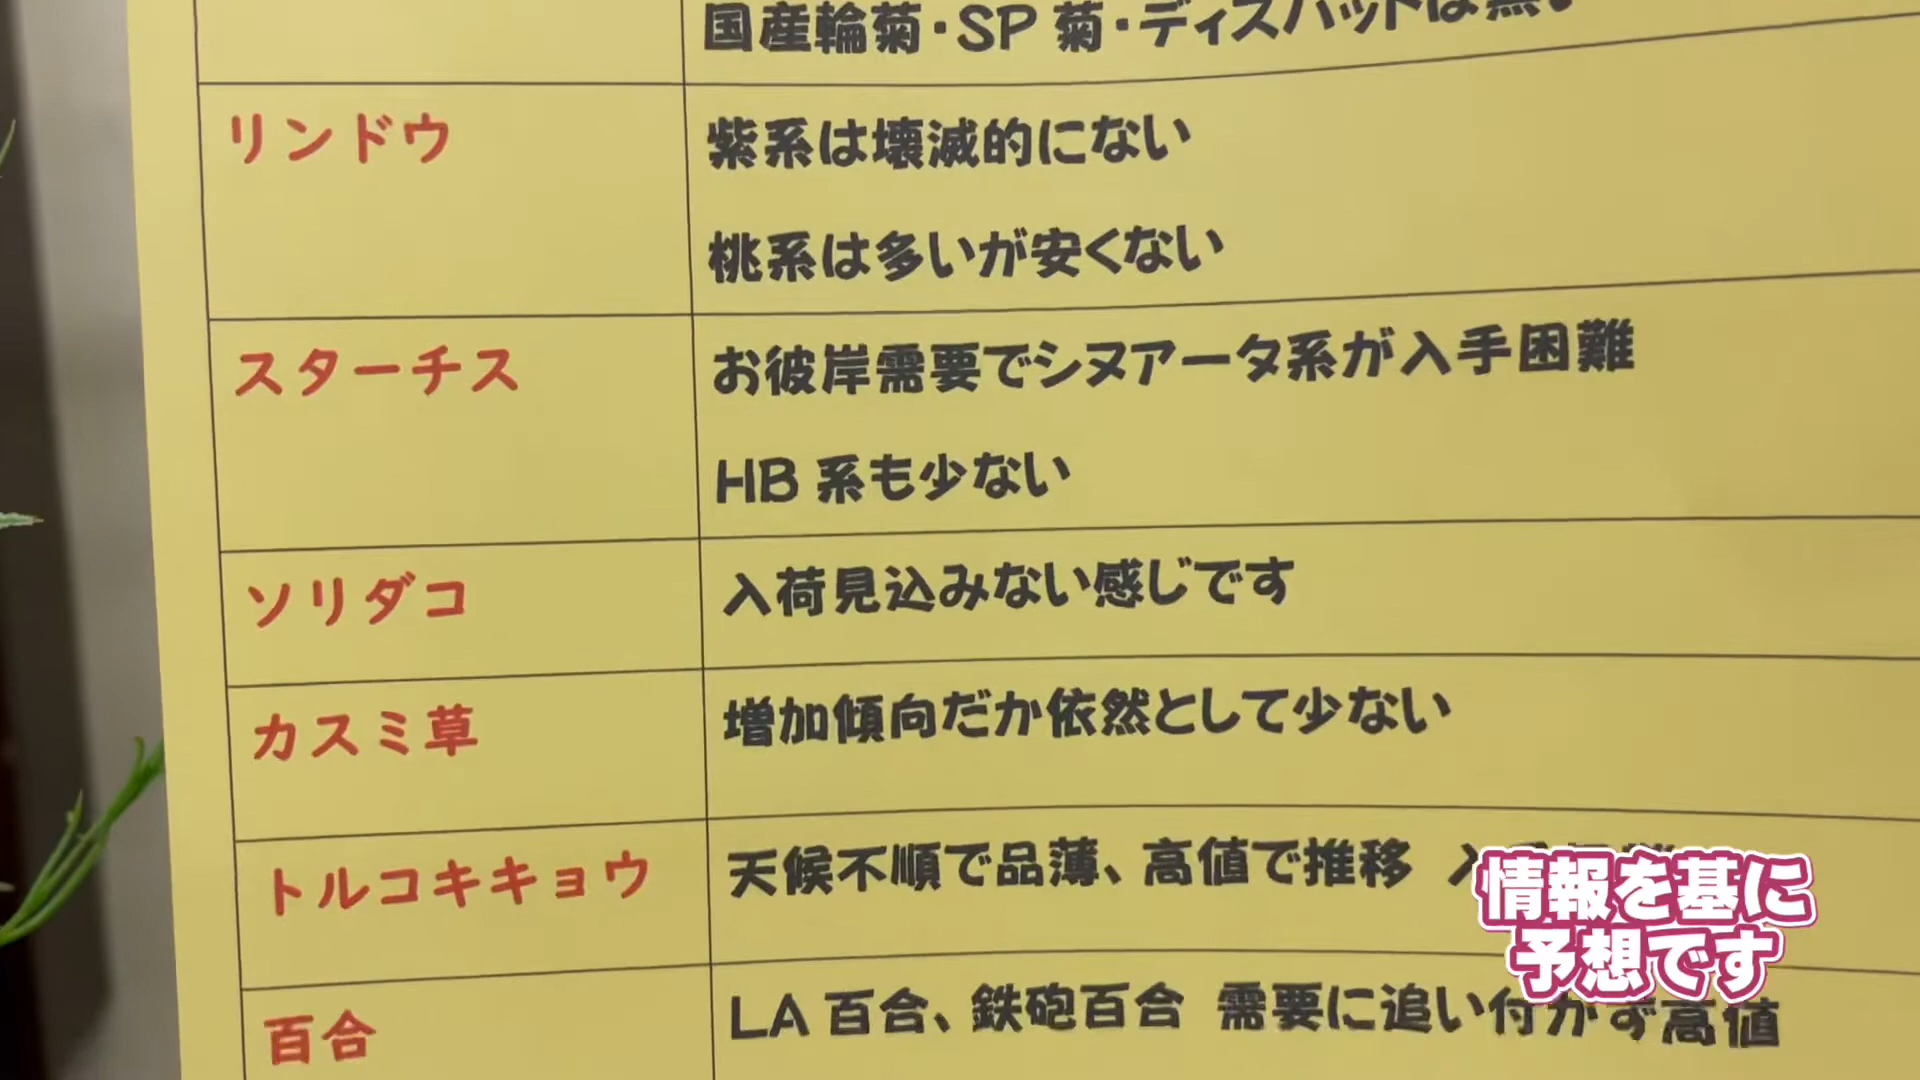 国産輪菊・SP 菊・ディスバットは無。
リンドウ
紫系は壊滅的にない
桃系は多いが安くない
スターチス
お彼岸需要でシヌアータ系が入手困難
HB 系も少ない
ソリダコ
入荷見込みない感じです
カスミ草
増加傾向だか依然として少ない
トルコキキョウ
天候不順で品薄、高値で推移
百合
LA 百合、鉄砲百合 需要に追い付かず高値
情報を基に
予想です